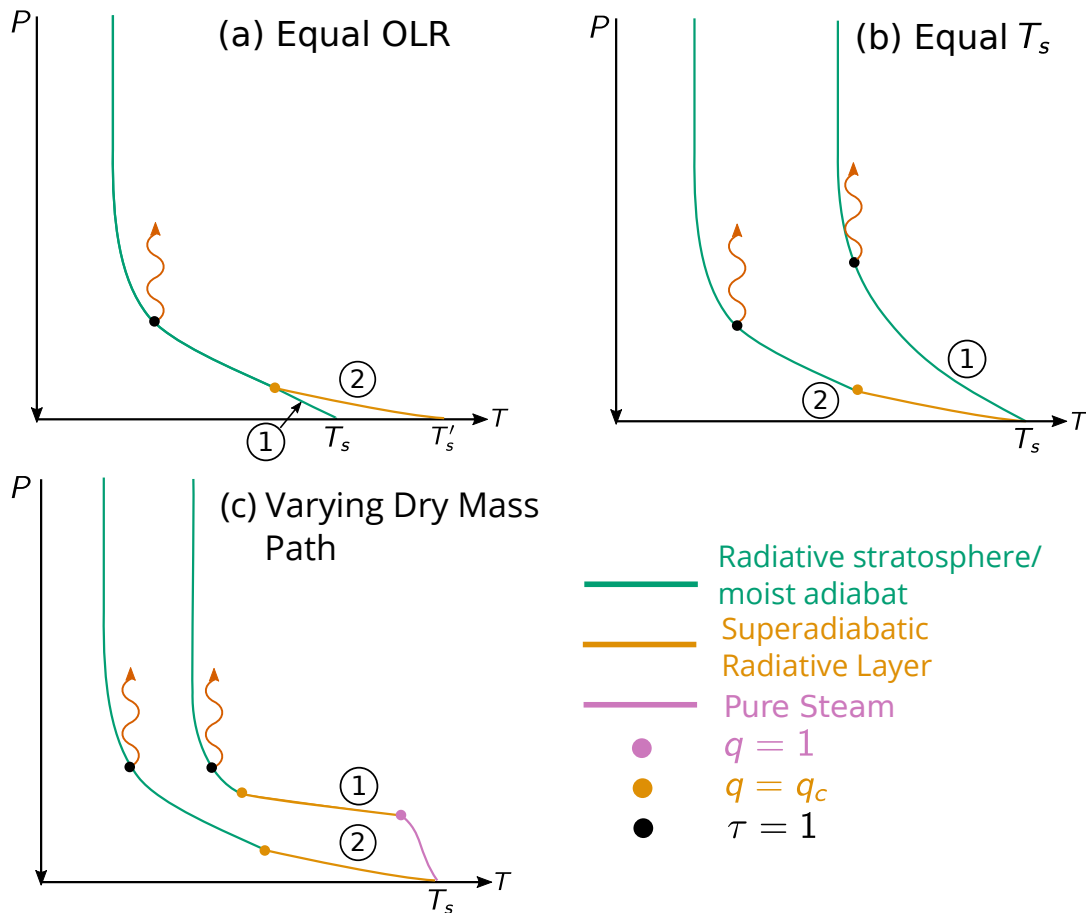 P
(a) Equal OLR
②
①
T_s
T'_s
T
P
(b) Equal T_s
①
②
T_s
T
P
(c) Varying Dry Mass
Path
①
②
T_s
T
Radiative stratosphere/
moist adiabat
Superadiabatic
Radiative Layer
Pure Steam
q = 1
q = q_c
τ = 1